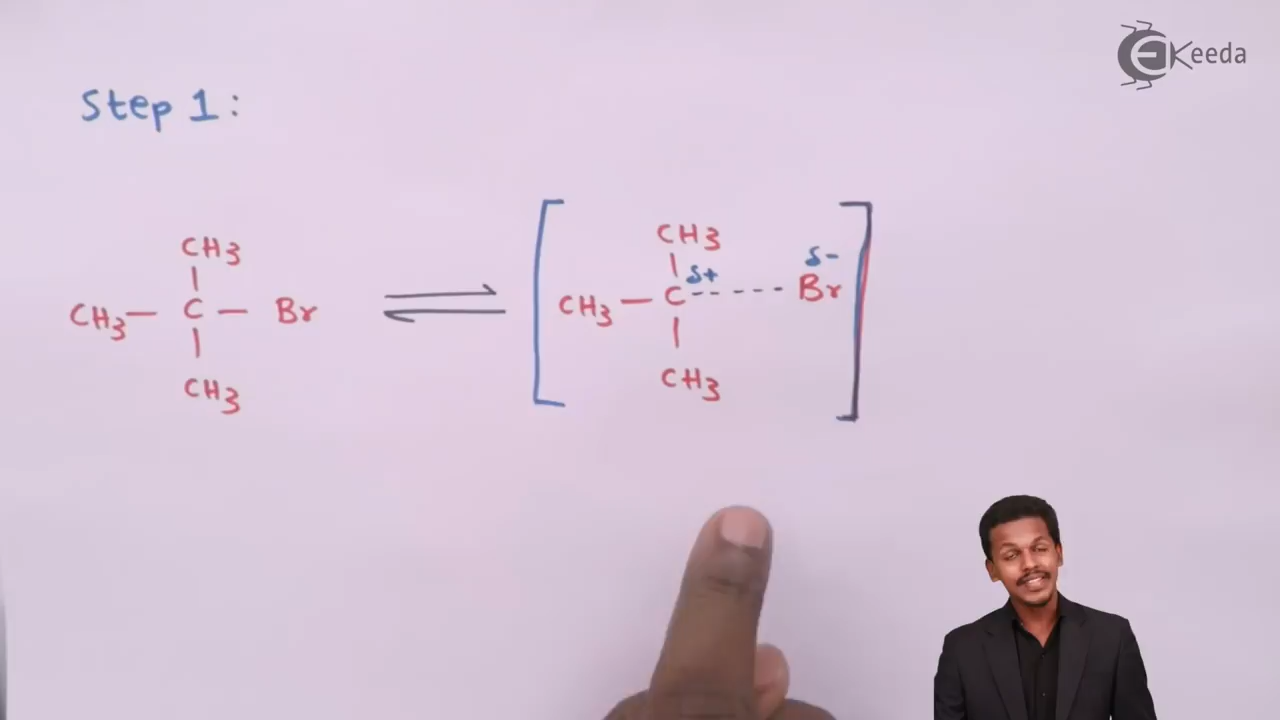 EKeeda
Step 1:
CH3 CH3
CH3 — C — Br ⇌ [ CH3 — C δ+ ----- Br δ- ]
CH3 CH3